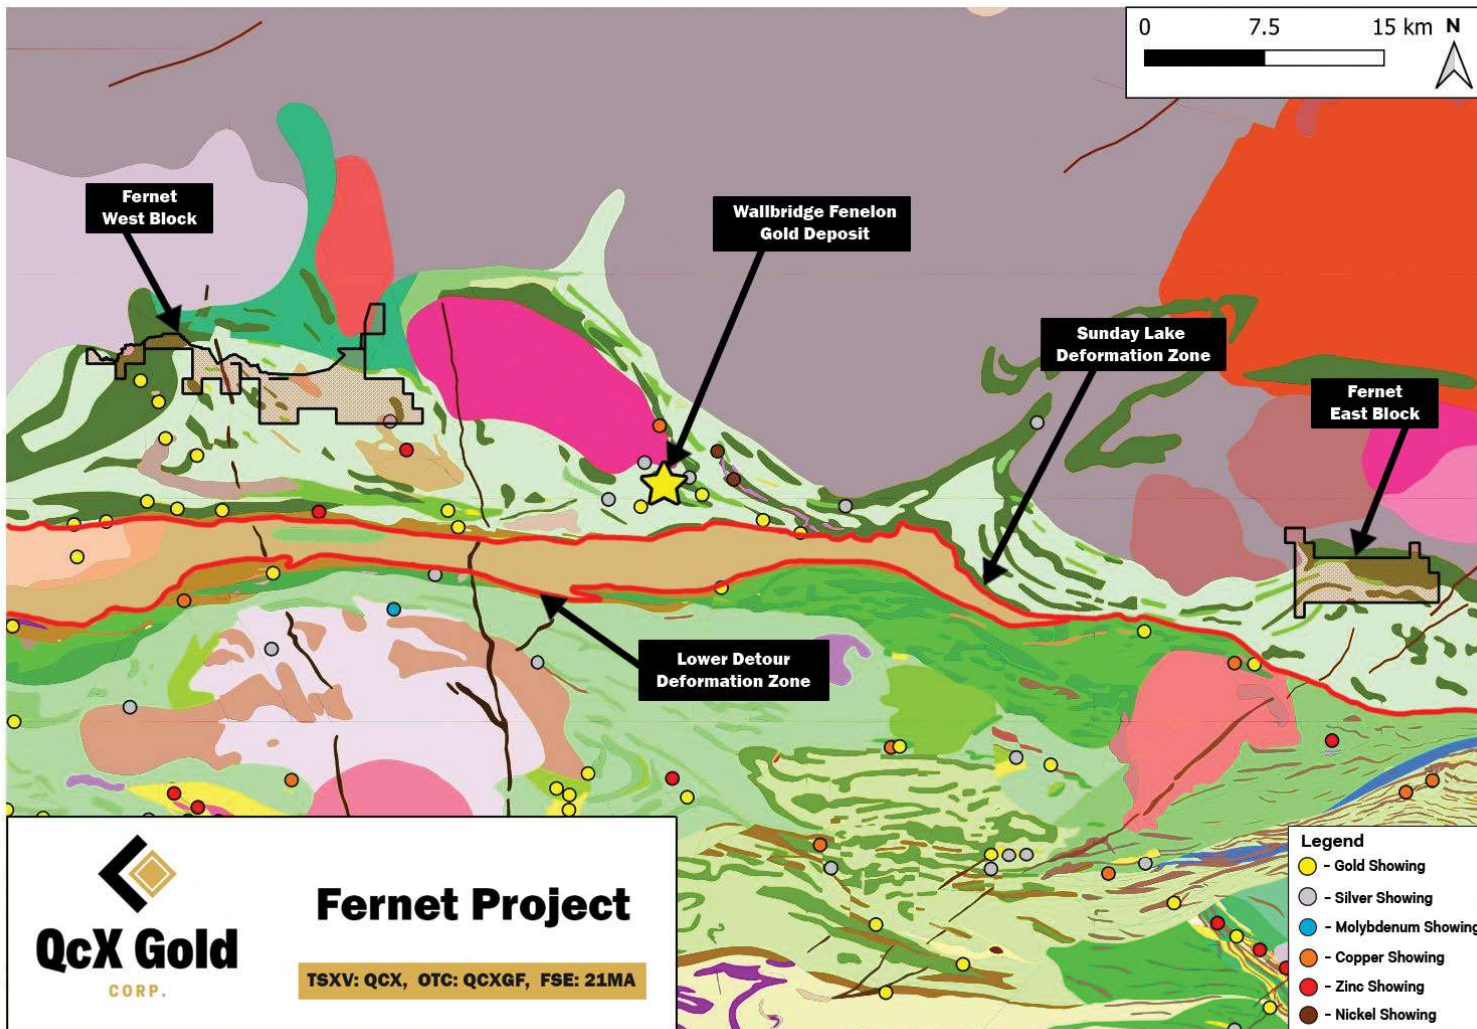 0 7.5 15 km N
Fernet
West Block
Wallbridge Fenelon
Gold Deposit
Sunday Lake
Deformation Zone
Fernet
East Block
Lower Detour
Deformation Zone
QcX Gold
CORP.
Fernet Project
TSXV: QCX, OTC: QCXGF, FSE: 21MA
Legend
- Gold Showing
- Silver Showing
- Molybdenum Showing
- Copper Showing
- Zinc Showing
- Nickel Showing